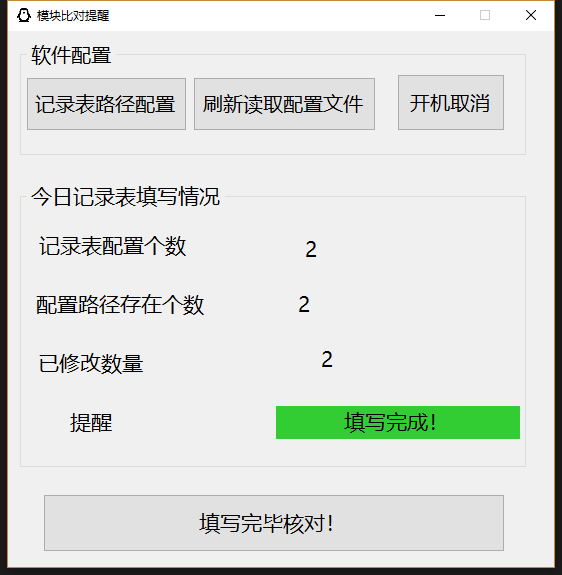 模块比对提醒
软件配置
记录表路径配置 刷新读取配置文件 开机取消
今日记录表填写情况
记录表配置个数 2
配置路径存在个数 2
已修改数量 2
提醒 填写完成！
填写完毕核对！